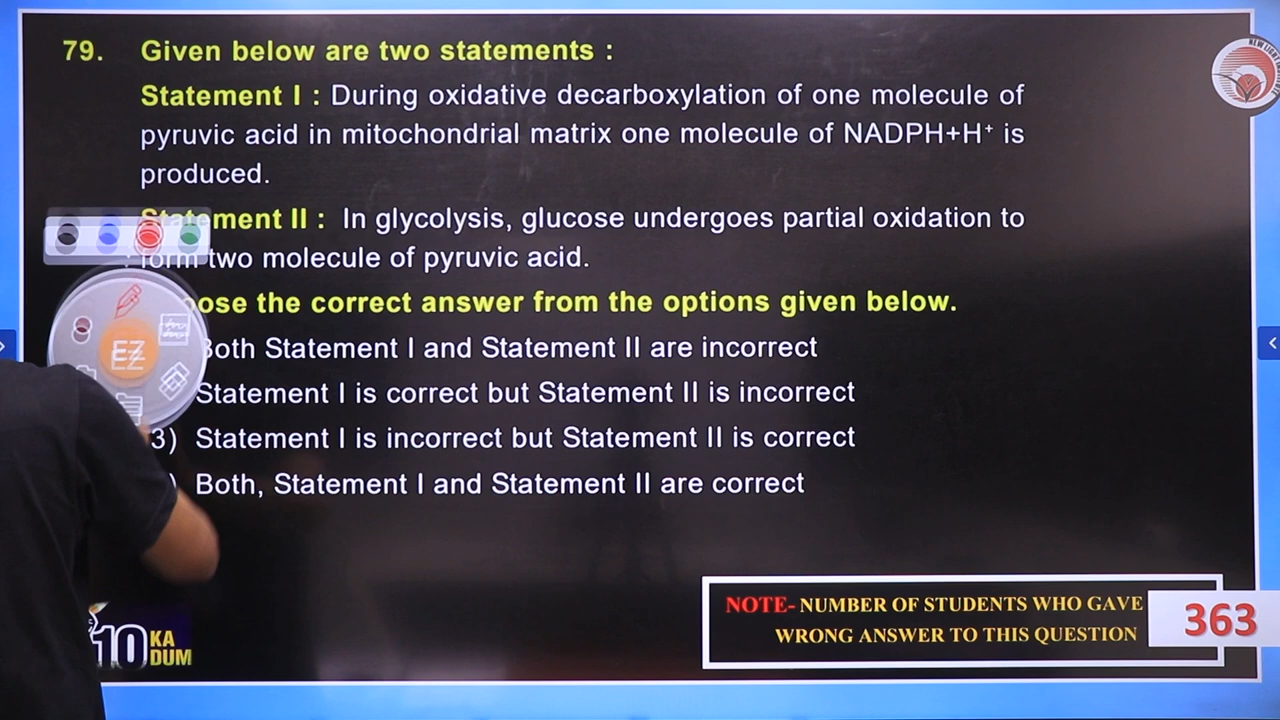 79. Given below are two statements :
Statement I : During oxidative decarboxylation of one molecule of
pyruvic acid in mitochondrial matrix one molecule of NADPH+H⁺ is
produced.
Statement II : In glycolysis, glucose undergoes partial oxidation to
form two molecule of pyruvic acid.
ose the correct answer from the options given below.
EZ
Both Statement I and Statement II are incorrect
Statement I is correct but Statement II is incorrect
3) Statement I is incorrect but Statement II is correct
) Both, Statement I and Statement II are correct
NOTE- NUMBER OF STUDENTS WHO GAVE
WRONG ANSWER TO THIS QUESTION
363
10 KA
DUM